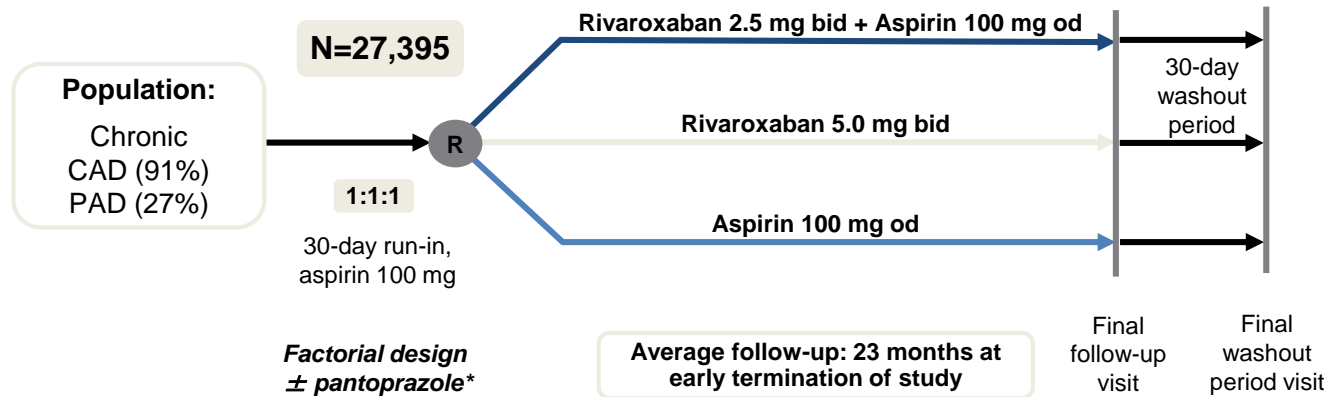 Population:
Chronic
CAD (91%)
PAD (27%)
N=27,395
1:1:1
30-day run-in,
aspirin 100 mg
R
Rivaroxaban 2.5 mg bid + Aspirin 100 mg od
Rivaroxaban 5.0 mg bid
Aspirin 100 mg od
30-day
washout
period
Factorial design
± pantoprazole*
Average follow-up: 23 months at
early termination of study
Final
follow-up
visit
Final
washout
period visit